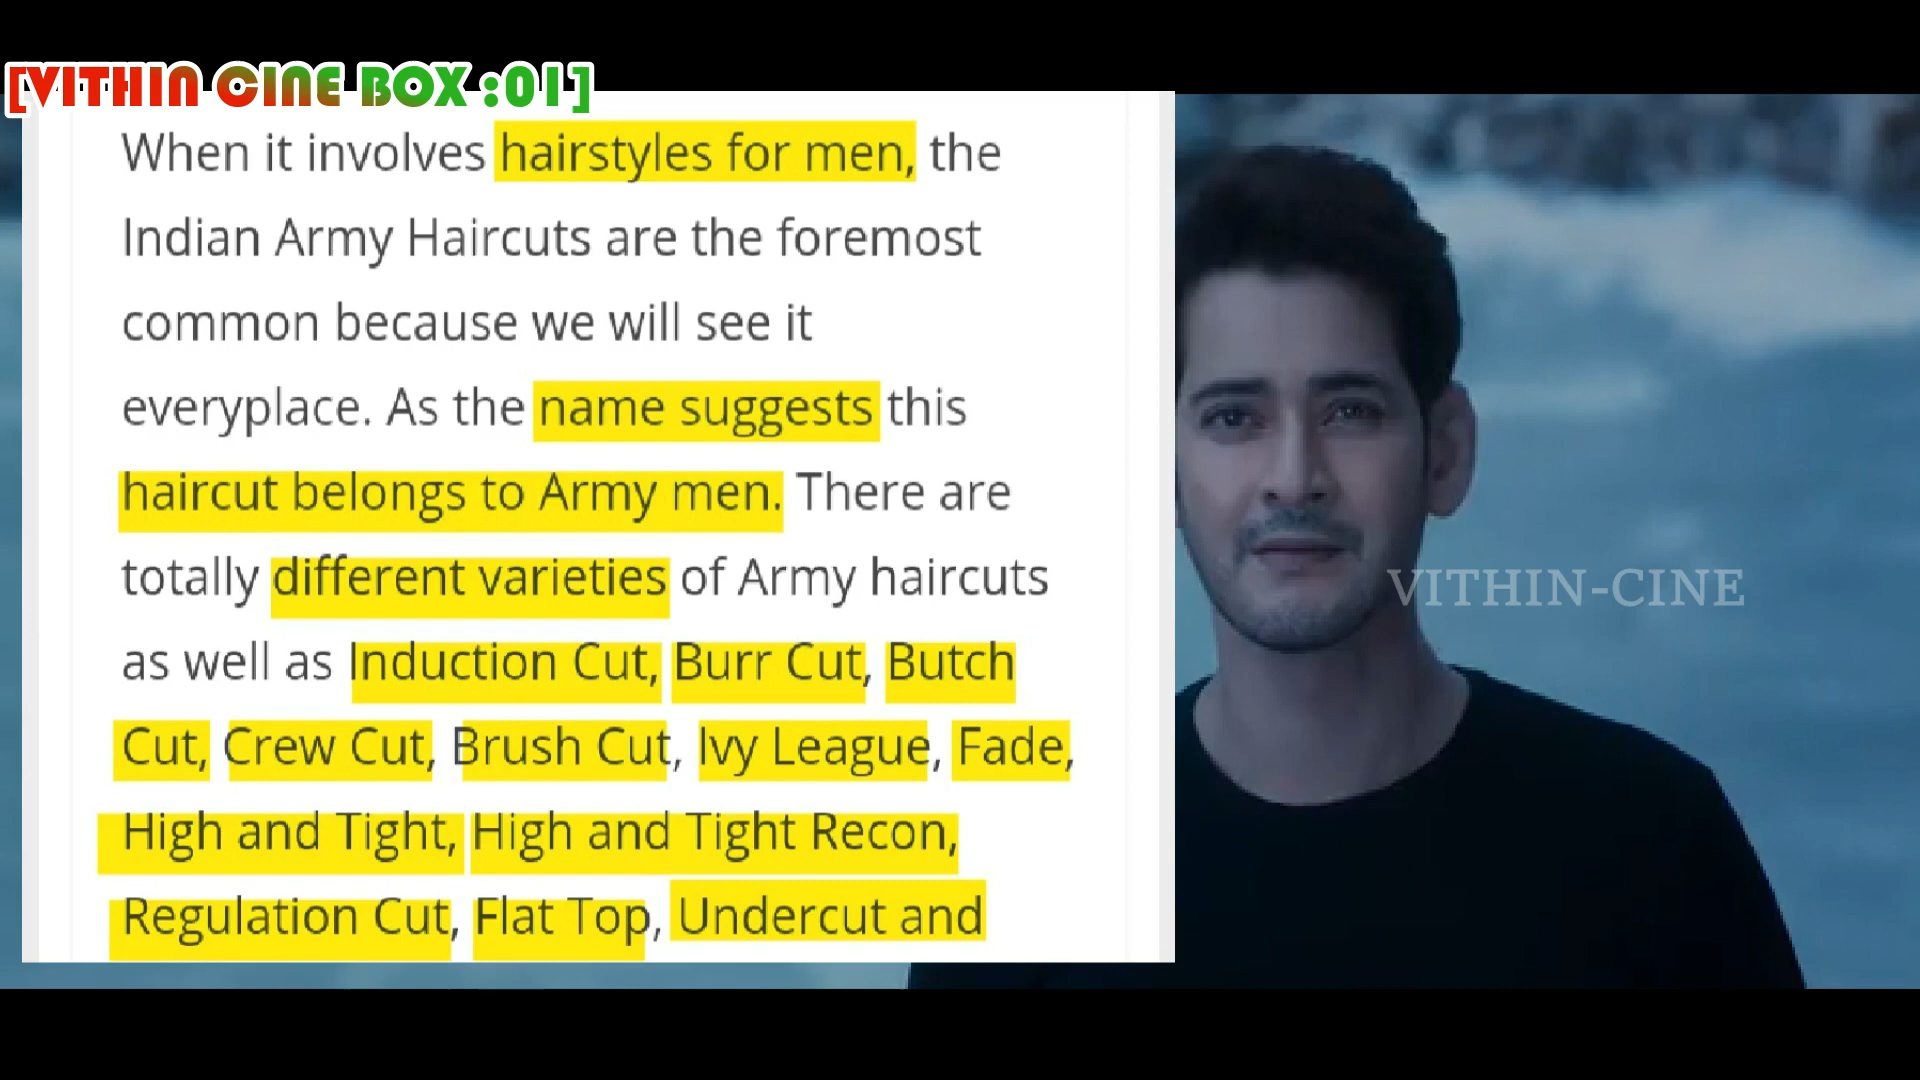 [VITHIN CINE BOX :01]
When it involves hairstyles for men, the
Indian Army Haircuts are the foremost
common because we will see it
everyplace. As the name suggests this
haircut belongs to Army men. There are
totally different varieties of Army haircuts
as well as Induction Cut, Burr Cut, Butch
Cut, Crew Cut, Brush Cut, Ivy League, Fade,
High and Tight, High and Tight Recon,
Regulation Cut, Flat Top, Undercut and
VITHIN-CINE